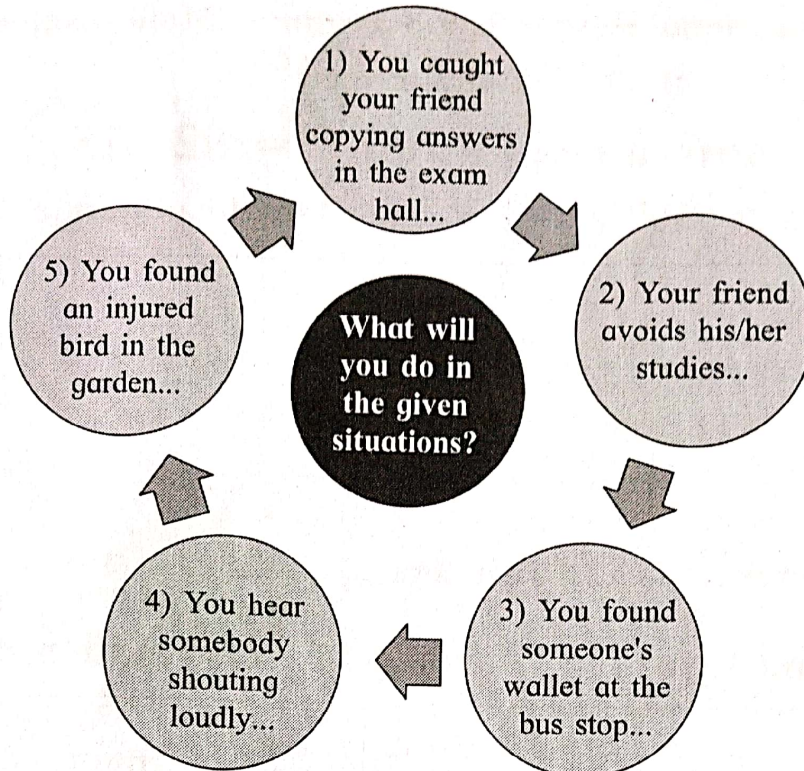 1) You caught
your friend
copying answers
in the exam
hall...
2) Your friend
avoids his/her
studies...
3) You found
someone's
wallet at the
bus stop...
4) You hear
somebody
shouting
loudly...
5) You found
an injured
bird in the
garden...
What will
you do in
the given
situations?